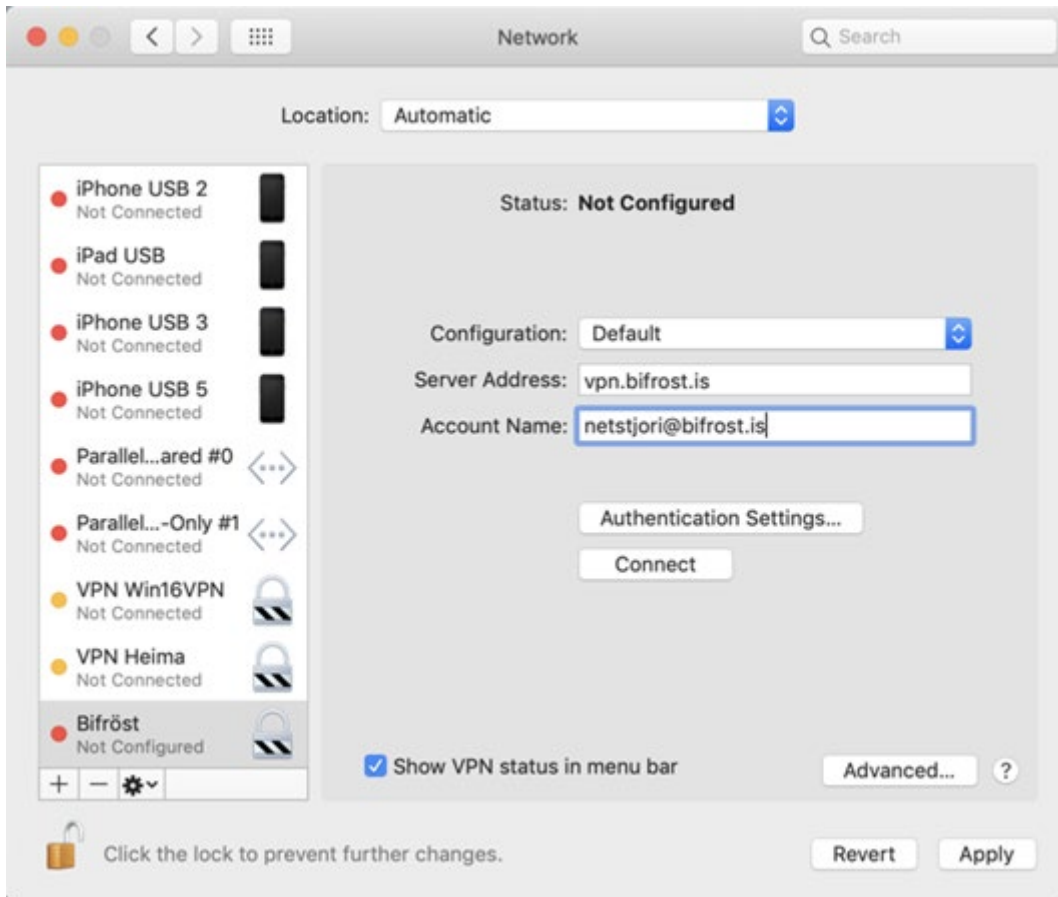 Network
Search
Location: Automatic
iPhone USB 2
Not Connected
iPad USB
Not Connected
iPhone USB 3
Not Connected
iPhone USB 5
Not Connected
Parallel...ared #0
Not Connected
Parallel...-Only #1
Not Connected
VPN Win16VPN
Not Connected
VPN Heima
Not Connected
Bifröst
Not Configured
Status: Not Configured
Configuration: Default
Server Address: vpn.bifrost.is
Account Name: netstjori@bifrost.is
Authentication Settings...
Connect
Show VPN status in menu bar
Advanced... ?
Click the lock to prevent further changes.
Revert Apply